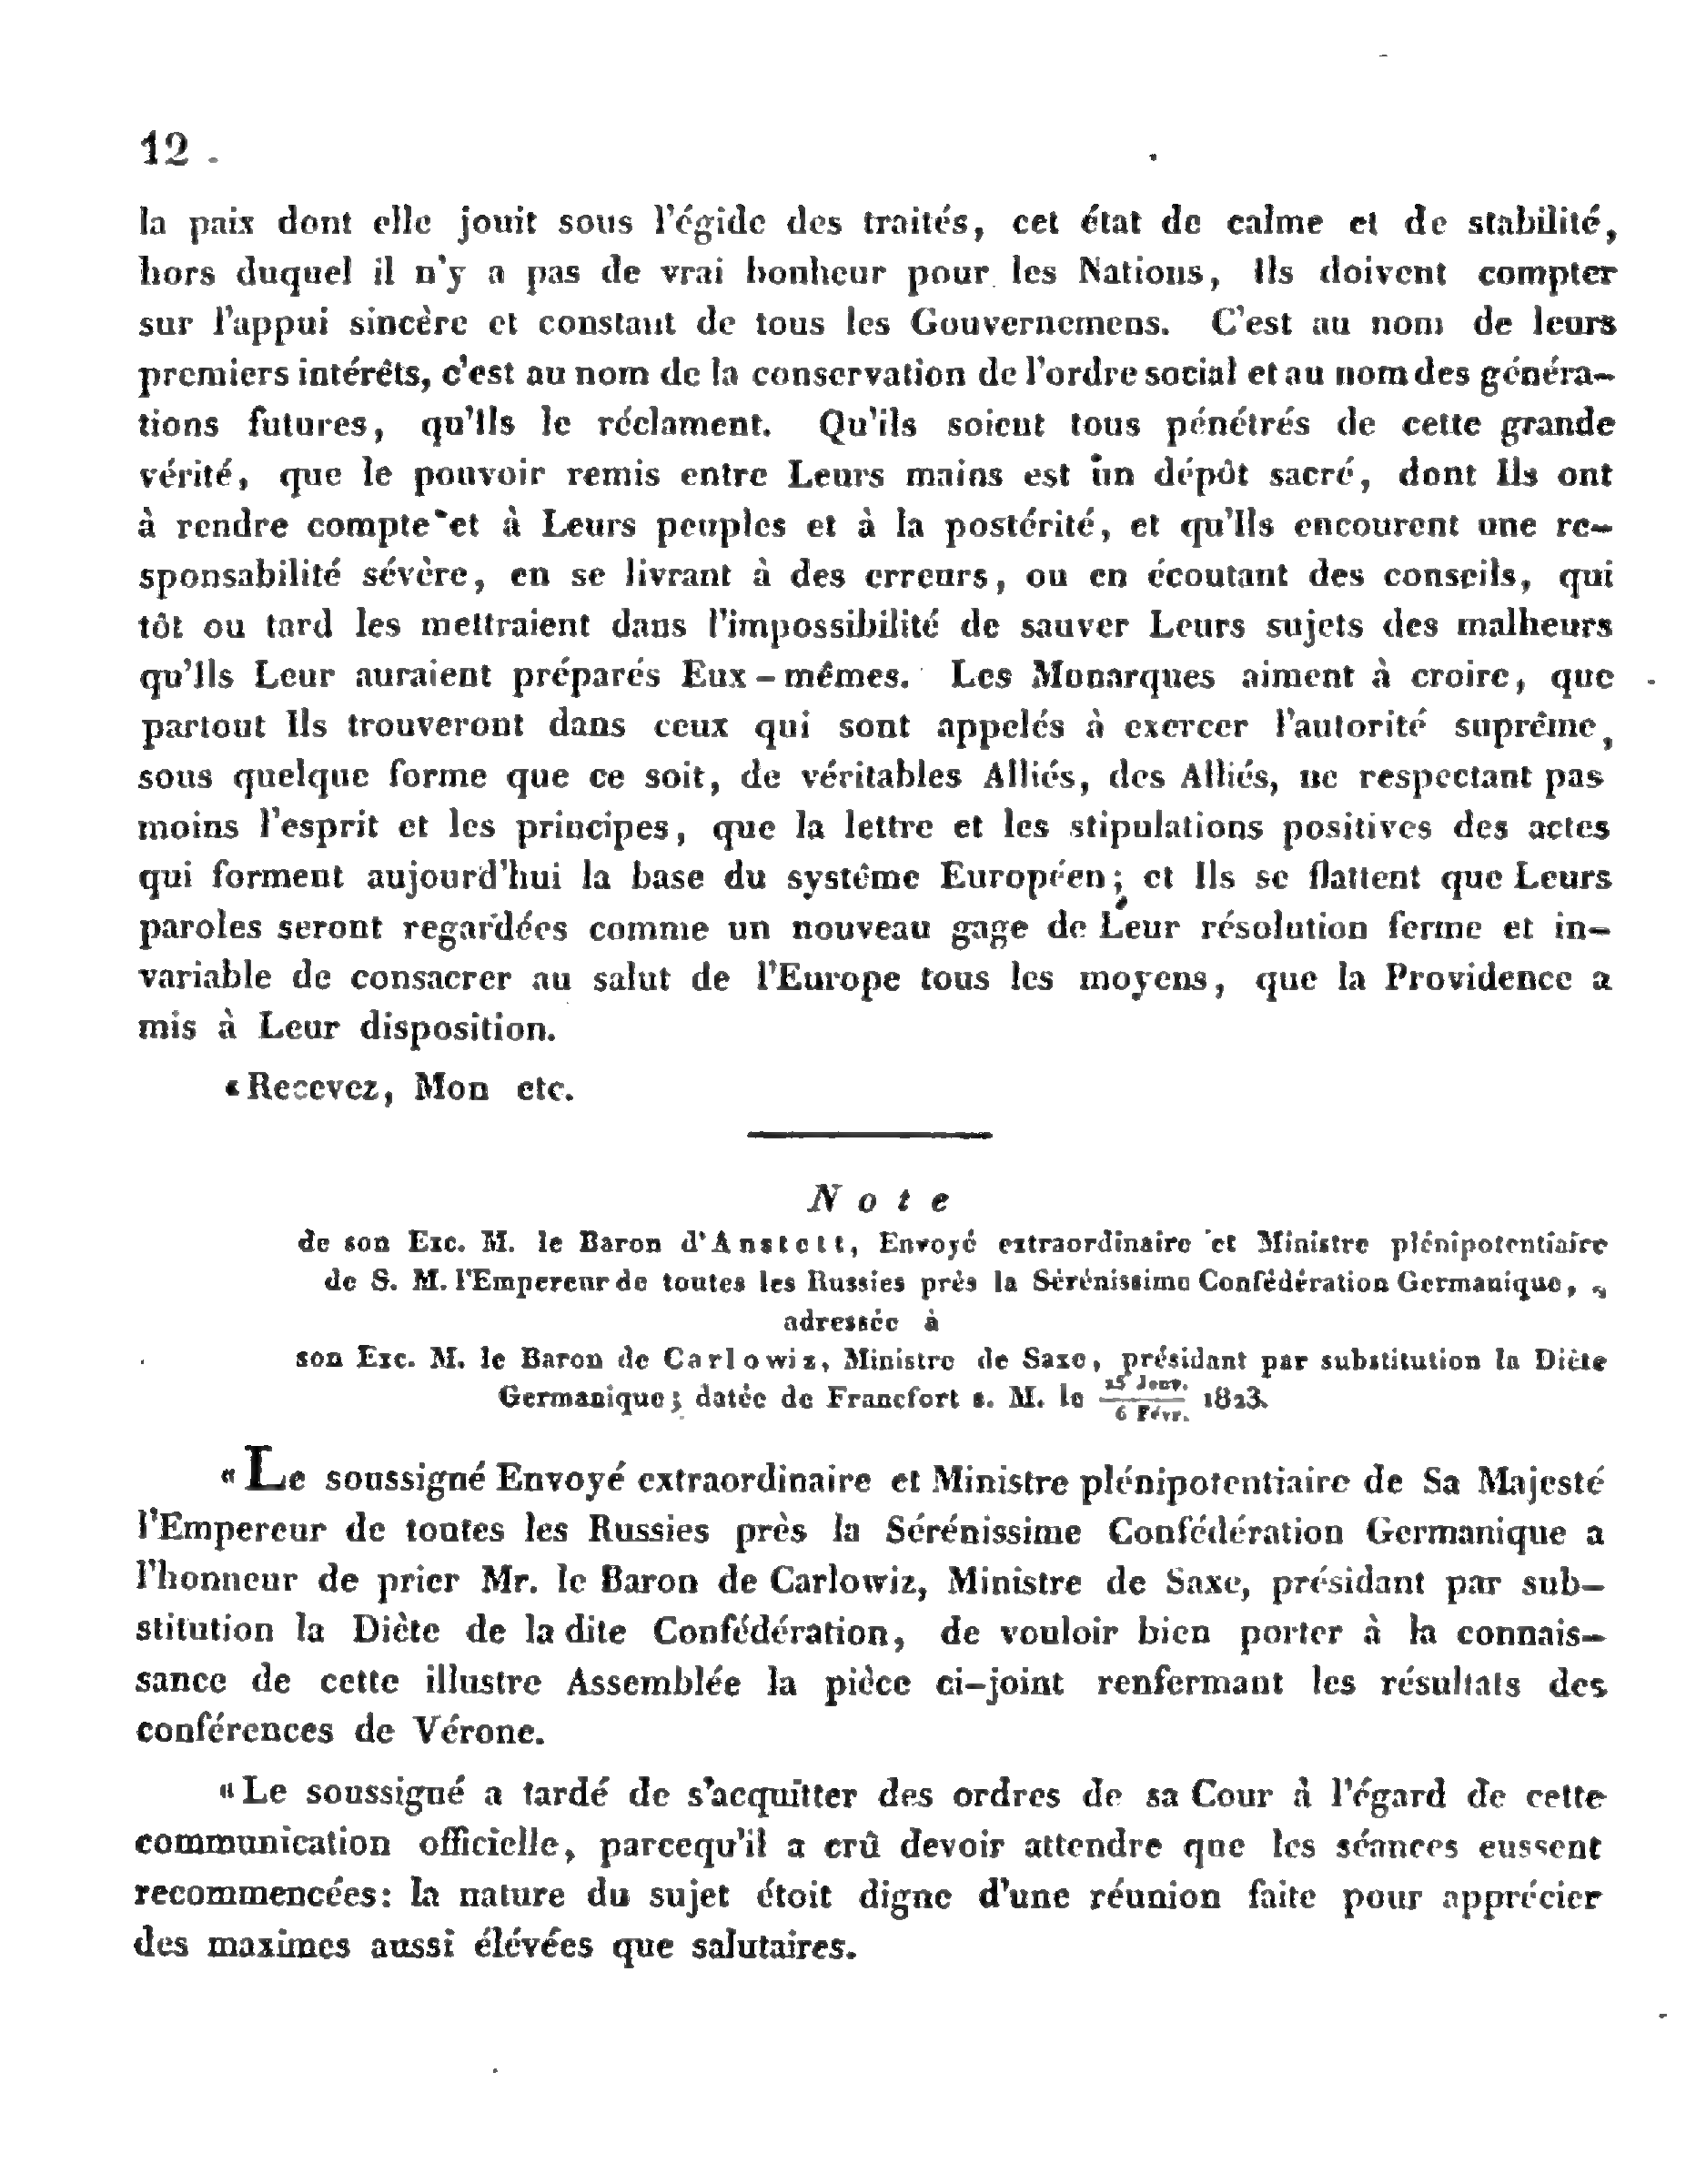 12
la paix dont elle jouit sous l'égide des traités, cet état de calme et de stabilité,
hors duquel il n'y a pas de vrai bonheur pour les Nations, Ils doivent compter
sur l'appui sincère et constant de tous les Gouvernemens. C'est au nom de leurs
premiers intérêts, c'est au nom de la conservation de l'ordre social et au nom des généra-
tions futures, qu'Ils le réclament. Qu'ils soient tous pénétrés de cette grande
vérité, que le pouvoir remis entre Leurs mains est un dépôt sacré, dont Ils ont
à rendre compte et à Leurs peuples et à la postérité, et qu'Ils encourent une re-
sponsabilité sévère, en se livrant à des erreurs, ou en écoutant des conseils, qui
tôt ou tard les mettraient dans l'impossibilité de sauver Leurs sujets des malheurs
qu'Ils Leur auraient préparés Eux-mêmes. Les Monarques aiment à croire, que
partout Ils trouveront dans ceux qui sont appelés à exercer l'autorité suprême,
sous quelque forme que ce soit, de véritables Alliés, des Alliés, ne respectant pas
moins l'esprit et les principes, que la lettre et les stipulations positives des actes
qui forment aujourd'hui la base du systême Européen; et Ils se flattent que Leurs
paroles seront regardées comme un nouveau gage de Leur résolution ferme et in-
variable de consacrer au salut de l'Europe tous les moyens, que la Providence a
mis à Leur disposition.
«Recevez, Mon etc.
Note
de son Exc. M. le Baron d'Anstett, Envoyé extraordinaire et Ministre plénipotentiaire
de S. M. l'Empereur de toutes les Russies près la Sérénissime Confédération Germanique,
adressée à
son Exc. M. le Baron de Carlowiz, Ministre de Saxe, présidant par substitution la Diète
Germanique; datée de Francfort s. M. le 25 Janv./6 Févr. 1823.
«Le soussigné Envoyé extraordinaire et Ministre plénipotentiaire de Sa Majesté
l'Empereur de toutes les Russies près la Sérénissime Confédération Germanique a
l'honneur de prier Mr. le Baron de Carlowiz, Ministre de Saxe, présidant par sub-
stitution la Diète de la dite Confédération, de vouloir bien porter à la connais-
sance de cette illustre Assemblée la pièce ci-joint renfermant les résultats des
conférences de Vérone.
«Le soussigné a tardé de s'acquitter des ordres de sa Cour à l'égard de cette
communication officielle, parcequ'il a crû devoir attendre que les séances eussent
recommencées: la nature du sujet étoit digne d'une réunion faite pour apprécier
des maximes aussi élévées que salutaires.